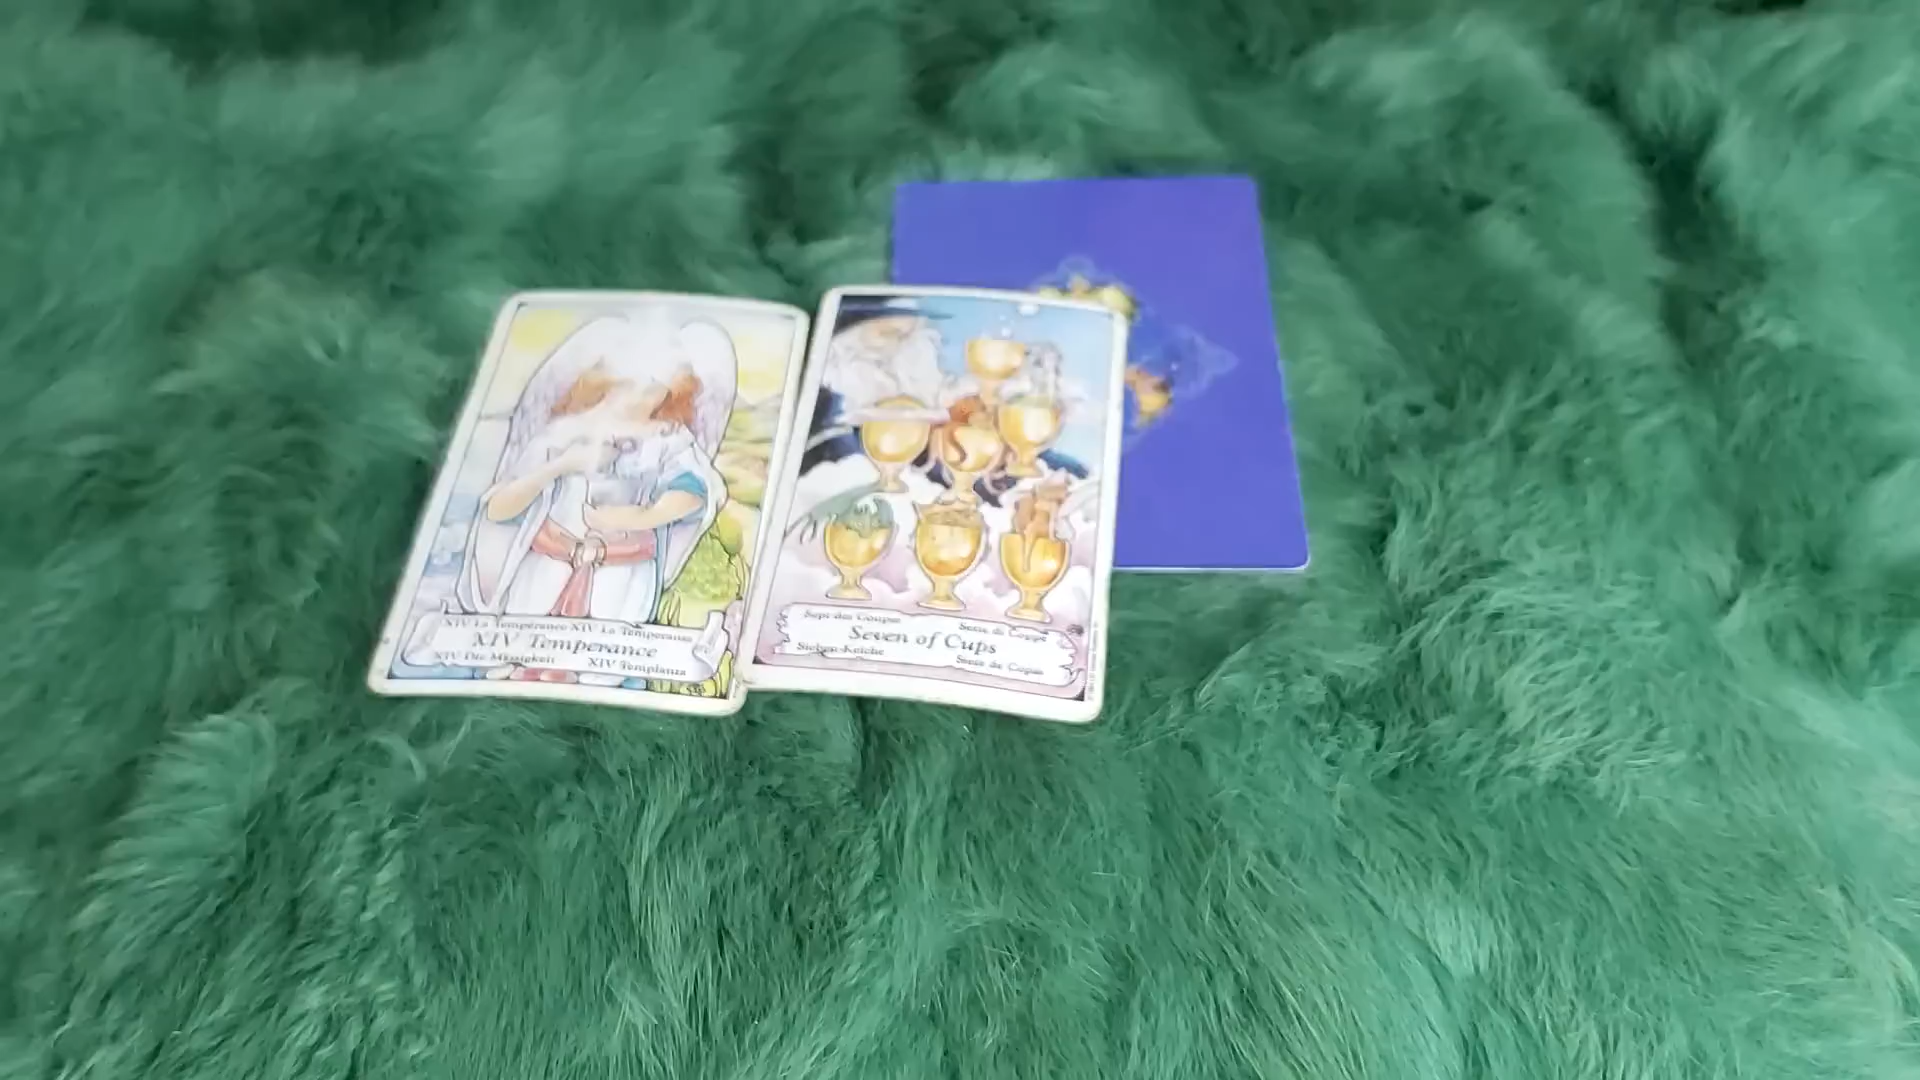 XIV La Temperance XIV La Temperanza
XIV Temperance
XIV Die Mässigkeit XIV Templanza
Sept des Coupes Sette di Coppe
Seven of Cups
Sieben-Kelche Siete de Copas